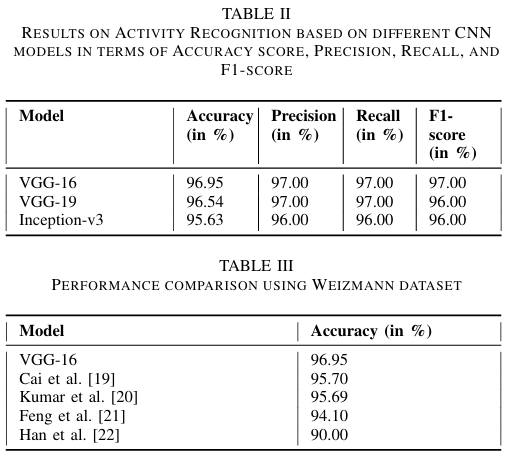 TABLE II
RESULTS ON ACTIVITY RECOGNITION BASED ON DIFFERENT CNN
MODELS IN TERMS OF ACCURACY SCORE, PRECISION, RECALL, AND
F1-SCORE
Model Accuracy (in %) Precision (in %) Recall (in %) F1-score (in %)
VGG-16 96.95 97.00 97.00 97.00
VGG-19 96.54 97.00 97.00 96.00
Inception-v3 95.63 96.00 96.00 96.00
TABLE III
PERFORMANCE COMPARISON USING WEIZMANN DATASET
Model Accuracy (in %)
VGG-16 96.95
Cai et al. [19] 95.70
Kumar et al. [20] 95.69
Feng et al. [21] 94.10
Han et al. [22] 90.00